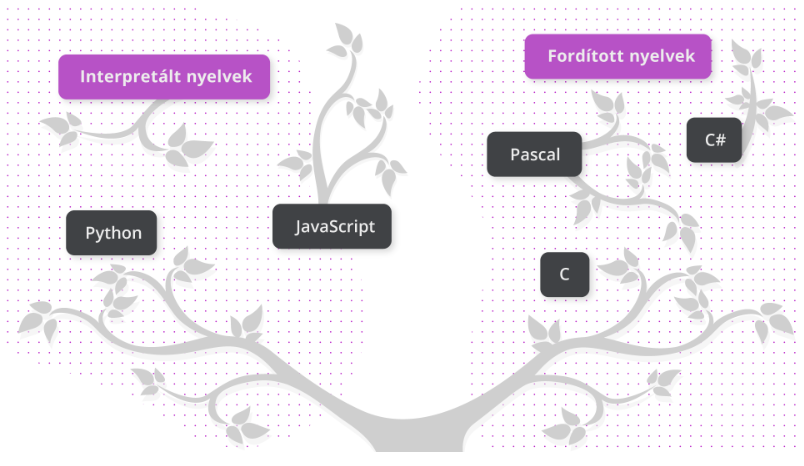 Interpretált nyelvek
Python
JavaScript
Fordított nyelvek
Pascal
C#
C